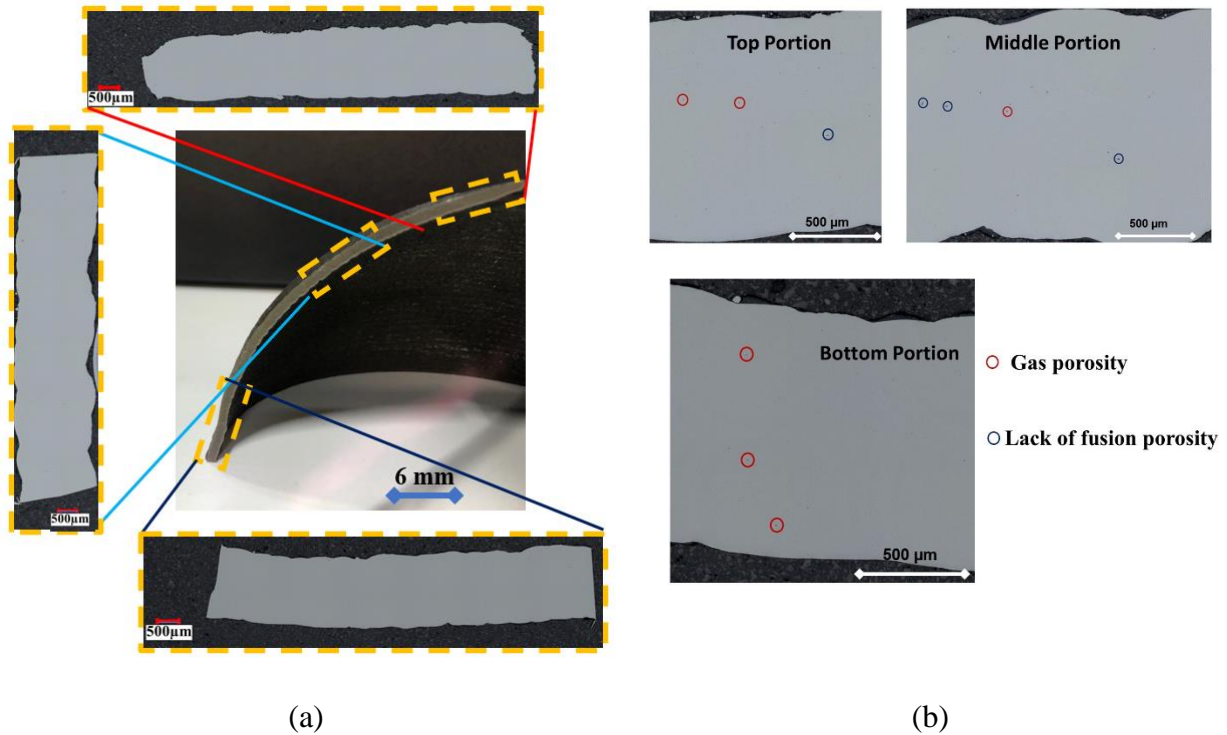 500µm
500µm
6 mm
500µm
(a)
Top Portion
500 µm
Middle Portion
500 µm
Bottom Portion
500 µm
Gas porosity
Lack of fusion porosity
(b)